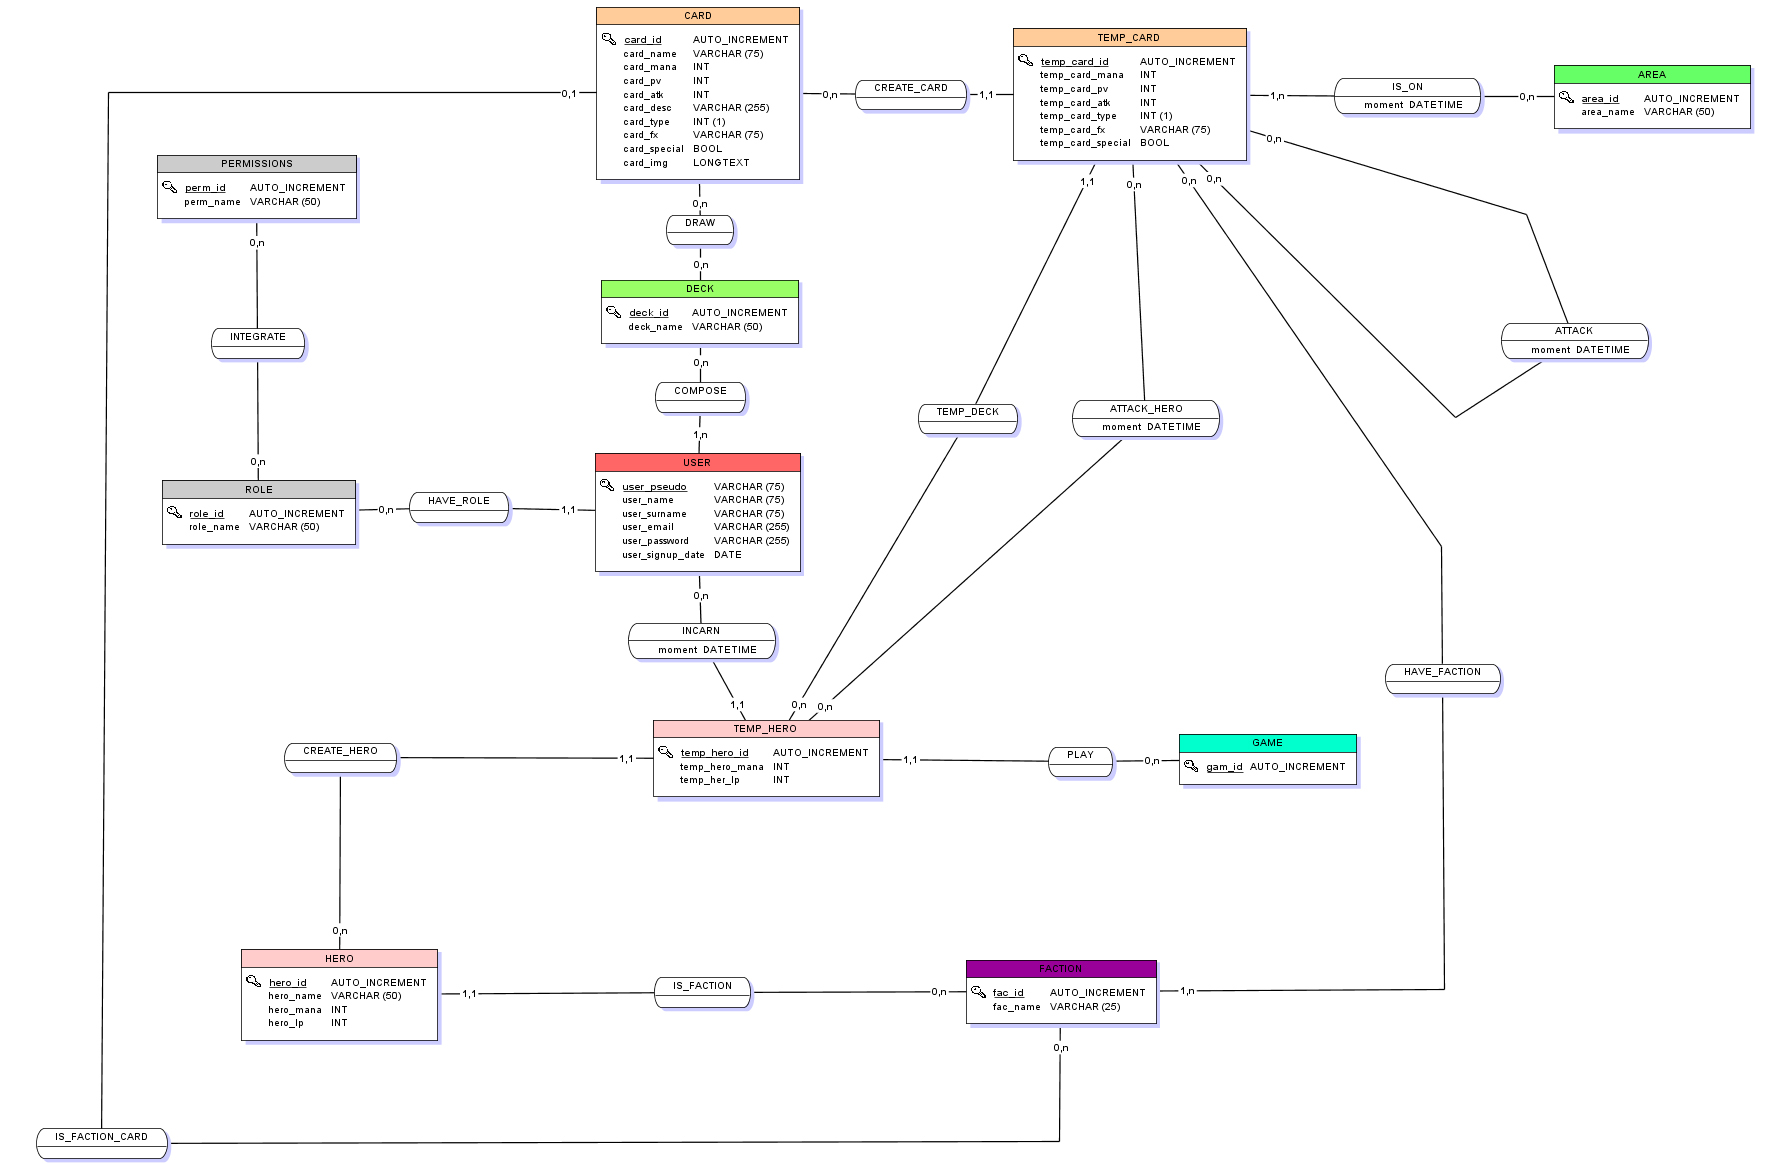 CARD
card_id AUTO_INCREMENT
card_name VARCHAR (75)
card_mana INT
card_pv INT
card_atk INT
card_desc VARCHAR (255)
card_type INT (1)
card_fx VARCHAR (75)
card_special BOOL
card_img LONGTEXT
0,1
0,n
CREATE_CARD
1,1
TEMP_CARD
temp_card_id AUTO_INCREMENT
temp_card_mana INT
temp_card_pv INT
temp_card_atk INT
temp_card_type INT (1)
temp_card_fx VARCHAR (75)
temp_card_special BOOL
1,n
IS_ON
moment DATETIME
0,n
AREA
area_id AUTO_INCREMENT
area_name VARCHAR (50)
0,n
1,1
0,n
0,n
0,n
PERMISSIONS
perm_id AUTO_INCREMENT
perm_name VARCHAR (50)
0,n
INTEGRATE
0,n
0,n
DRAW
0,n
DECK
deck_id AUTO_INCREMENT
deck_name VARCHAR (50)
0,n
COMPOSE
1,n
ATTACK
moment DATETIME
TEMP_DECK
ATTACK_HERO
moment DATETIME
ROLE
role_id AUTO_INCREMENT
role_name VARCHAR (50)
0,n
HAVE_ROLE
1,1
USER
user_pseudo VARCHAR (75)
user_name VARCHAR (75)
user_surname VARCHAR (75)
user_email VARCHAR (255)
user_password VARCHAR (255)
user_signup_date DATE
0,n
INCARN
moment DATETIME
1,1
0,n
0,n
HAVE_FACTION
CREATE_HERO
1,1
TEMP_HERO
temp_hero_id AUTO_INCREMENT
temp_hero_mana INT
temp_her_lp INT
1,1
PLAY
0,n
GAME
gam_id AUTO_INCREMENT
0,n
HERO
hero_id AUTO_INCREMENT
hero_name VARCHAR (50)
hero_mana INT
hero_lp INT
1,1
IS_FACTION
0,n
FACTION
fac_id AUTO_INCREMENT
fac_name VARCHAR (25)
1,n
0,n
IS_FACTION_CARD